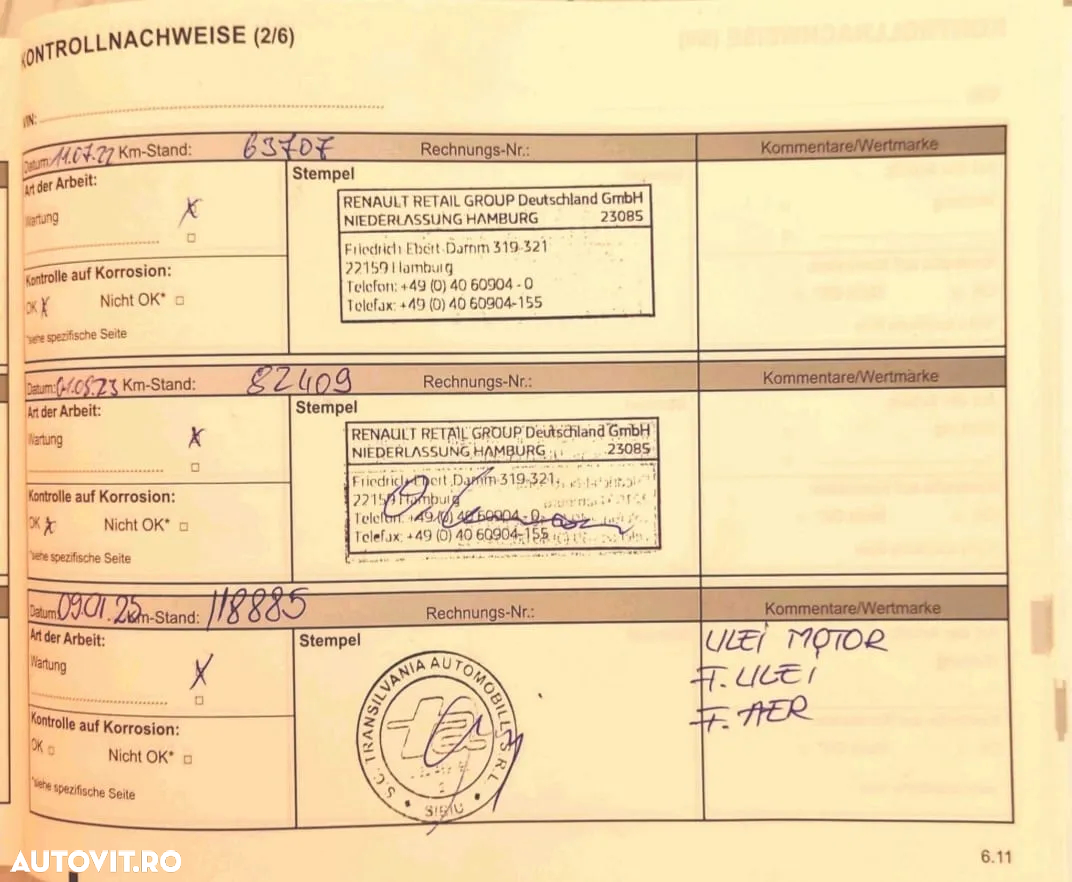 KONTROLLNACHWEISE (2/6)
VIN:
Datum: 11.07.22 Km-Stand: 63707 Rechnungs-Nr.: Kommentare/Wertmarke
Art der Arbeit: Stempel
Wartung X
RENAULT RETAIL GROUP Deutschland GmbH
NIEDERLASSUNG HAMBURG 23085
Friedrich-Ebert-Damm 319-321
22159 Hamburg
Telefon: +49 (0) 40 60904 - 0
Telefax: +49 (0) 40 60904-155
Kontrolle auf Korrosion:
OK X Nicht OK* □
*siehe spezifische Seite
Datum: 01.05.23 Km-Stand: 82409 Rechnungs-Nr.: Kommentare/Wertmarke
Art der Arbeit: Stempel
Wartung X
RENAULT RETAIL GROUP Deutschland GmbH
NIEDERLASSUNG HAMBURG 23085
Friedrich-Ebert-Damm 319-321
22159 Hamburg
Telefon: +49 (0) 40 60904 - 0
Telefax: +49 (0) 40 60904-155
Kontrolle auf Korrosion:
OK X Nicht OK* □
*siehe spezifische Seite
Datum: 09.01.25 Km-Stand: 118885 Rechnungs-Nr.: Kommentare/Wertmarke
Art der Arbeit: Stempel
Wartung X
S.C. TRANSILVANIA AUTOMOBILE S.R.L.
ta
SIBIU
ULEI MOTOR
F. ULEI
F. AER
Kontrolle auf Korrosion:
OK □ Nicht OK* □
*siehe spezifische Seite
6.11
AUTOVIT.RO